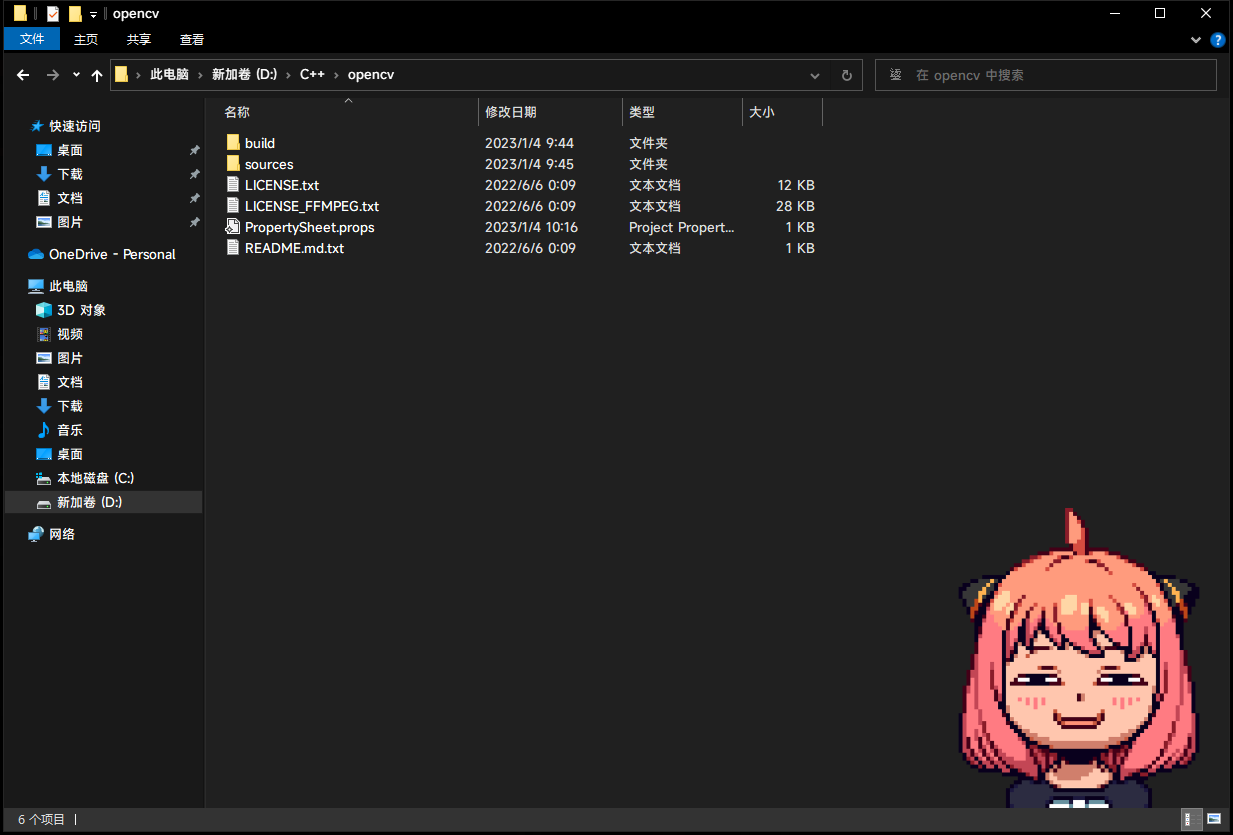 opencv
文件 主页 共享 查看
此电脑 新加卷 (D:) C++ opencv 在 opencv 中搜索
名称 修改日期 类型 大小
快速访问
桌面
下载
文档
图片
OneDrive - Personal
此电脑
3D 对象
视频
图片
文档
下载
音乐
桌面
本地磁盘 (C:)
新加卷 (D:)
网络
build 2023/1/4 9:44 文件夹
sources 2023/1/4 9:45 文件夹
LICENSE.txt 2022/6/6 0:09 文本文档 12 KB
LICENSE_FFMPEG.txt 2022/6/6 0:09 文本文档 28 KB
PropertySheet.props 2023/1/4 10:16 Project Propert... 1 KB
README.md.txt 2022/6/6 0:09 文本文档 1 KB
6 个项目